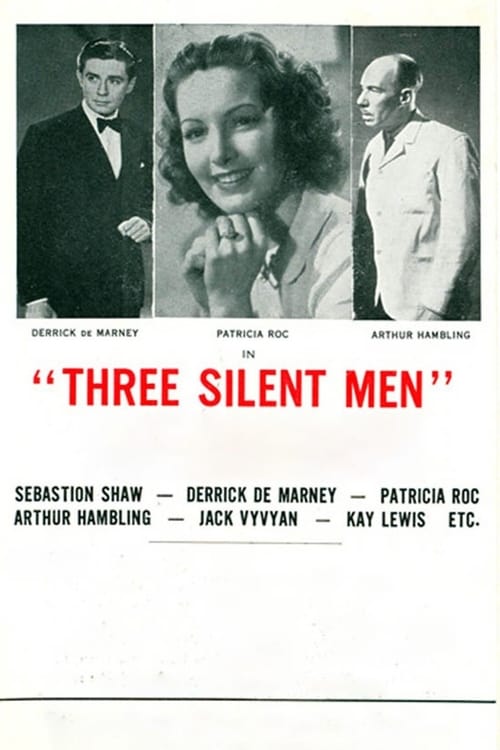 DERRICK DE MARNEY PATRICIA ROC ARTHUR HAMBLING
IN
“THREE SILENT MEN”
SEBASTION SHAW — DERRICK DE MARNEY — PATRICIA ROC
ARTHUR HAMBLING — JACK VYVYAN — KAY LEWIS ETC.